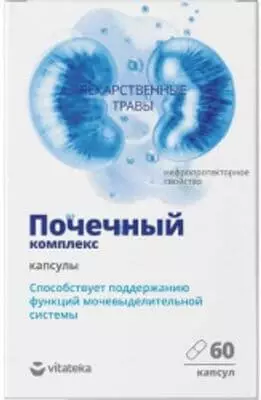 ЛЕКАРСТВЕННЫЕ
ТРАВЫ
нефропротекторное
свойство
Почечный
комплекс
капсулы
Способствует поддержанию
функций мочевыделительной
системы
vitateka
60
капсул